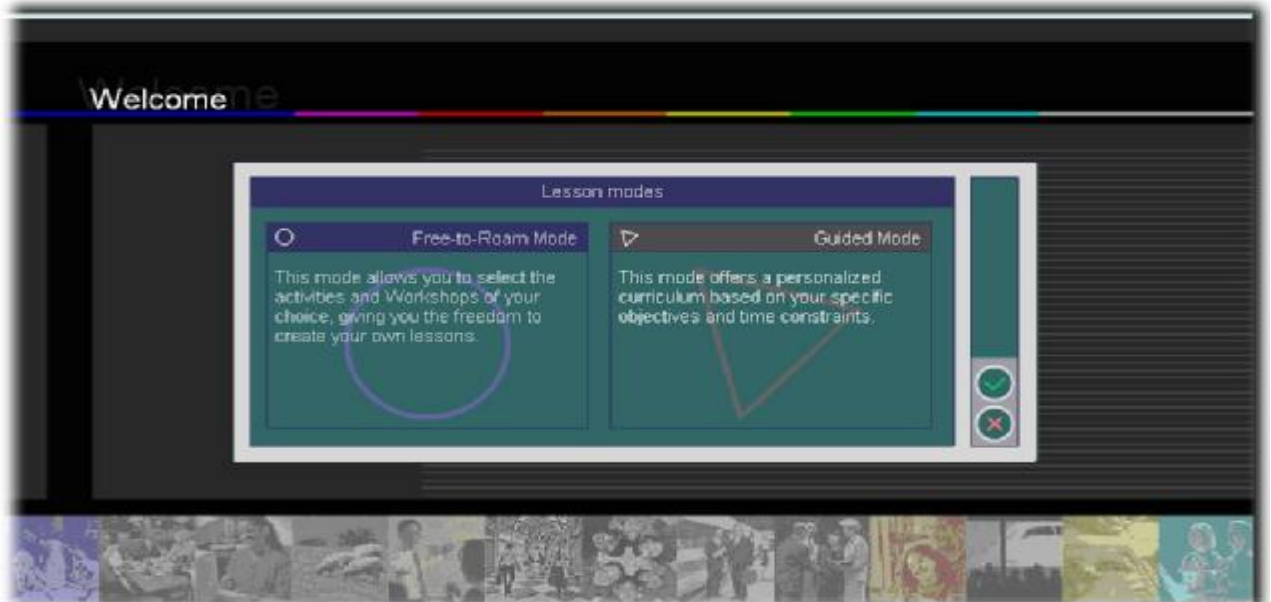 Welcome
Lesson modes
Free-to-Roam Mode
This mode allows you to select the
activities and Workshops of your
choice, giving you the freedom to
create your own lessons.
Guided Mode
This mode offers a personalized
curriculum based on your specific
objectives and time constraints.